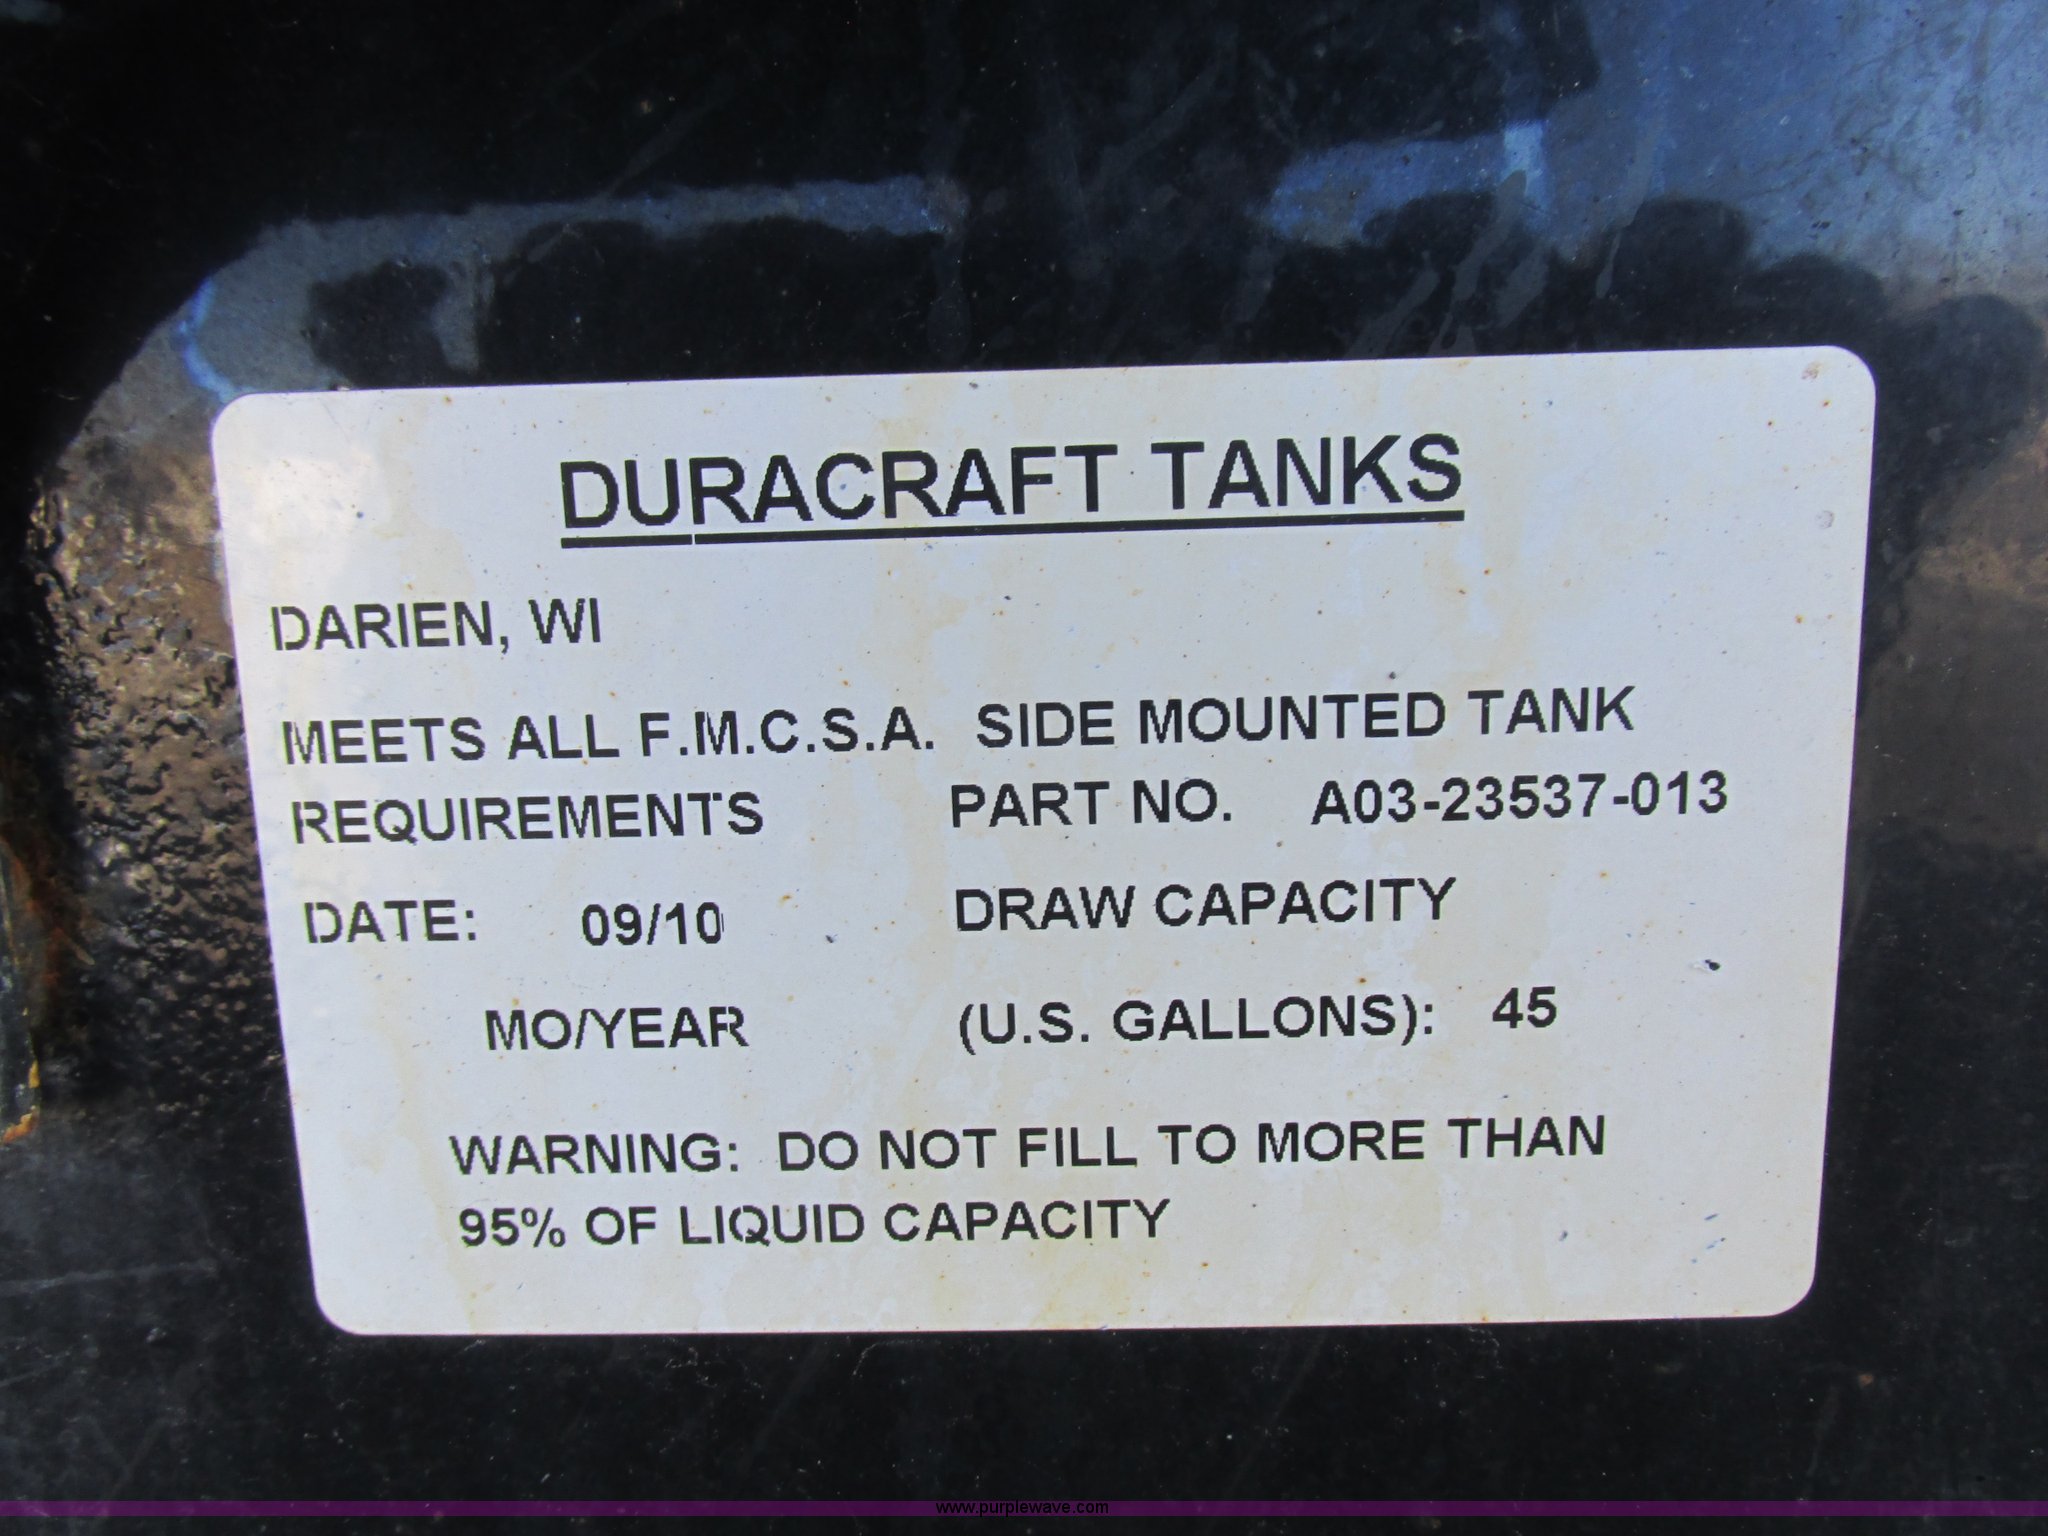 DURACRAFT TANKS
DARIEN, WI
MEETS ALL F.M.C.S.A. SIDE MOUNTED TANK
REQUIREMENTS PART NO. A03-23537-013
DATE: 09/10 DRAW CAPACITY
MO/YEAR (U.S. GALLONS): 45
WARNING: DO NOT FILL TO MORE THAN
95% OF LIQUID CAPACITY
www.purplewave.com